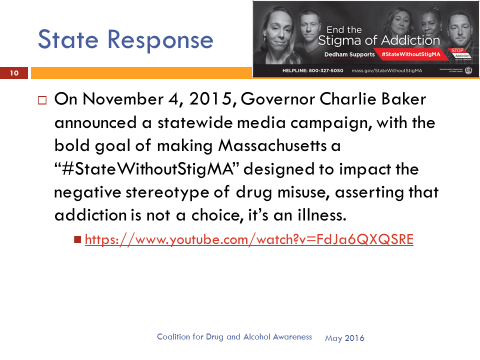 State Response
End the
Stigma of Addiction
Dedham Supports #StateWithoutStigMA
STOP
HELPLINE: 800-327-5050 mass.gov/StateWithoutStigMA
10
On November 4, 2015, Governor Charlie Baker
announced a statewide media campaign, with the
bold goal of making Massachusetts a
“#StateWithoutStigMA” designed to impact the
negative stereotype of drug misuse, asserting that
addiction is not a choice, it’s an illness.
https://www.youtube.com/watch?v=FdJa6QXQSRE
Coalition for Drug and Alcohol Awareness May 2016